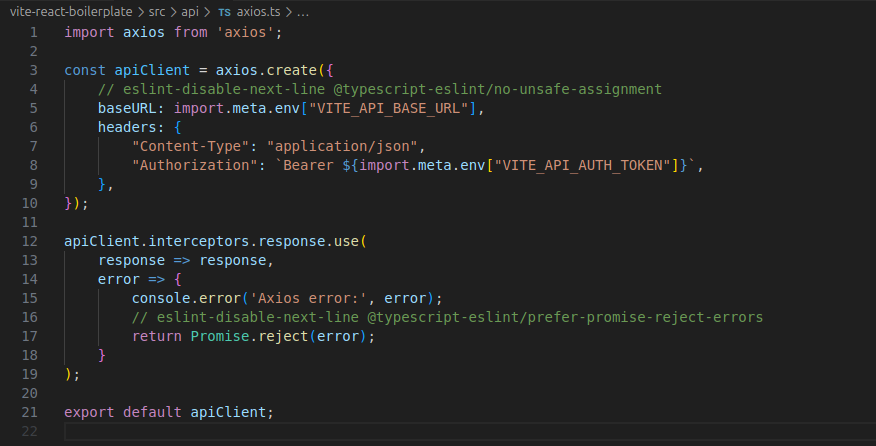 vite-react-boilerplate > src > api > TS axios.ts > ...
1 import axios from 'axios';
2
3 const apiClient = axios.create({
4     // eslint-disable-next-line @typescript-eslint/no-unsafe-assignment
5     baseURL: import.meta.env["VITE_API_BASE_URL"],
6     headers: {
7         "Content-Type": "application/json",
8         "Authorization": `Bearer ${import.meta.env["VITE_API_AUTH_TOKEN"]}`,
9     },
10 });
11
12 apiClient.interceptors.response.use(
13     response => response,
14     error => {
15         console.error('Axios error:', error);
16         // eslint-disable-next-line @typescript-eslint/prefer-promise-reject-errors
17         return Promise.reject(error);
18     }
19 );
20
21 export default apiClient;
22